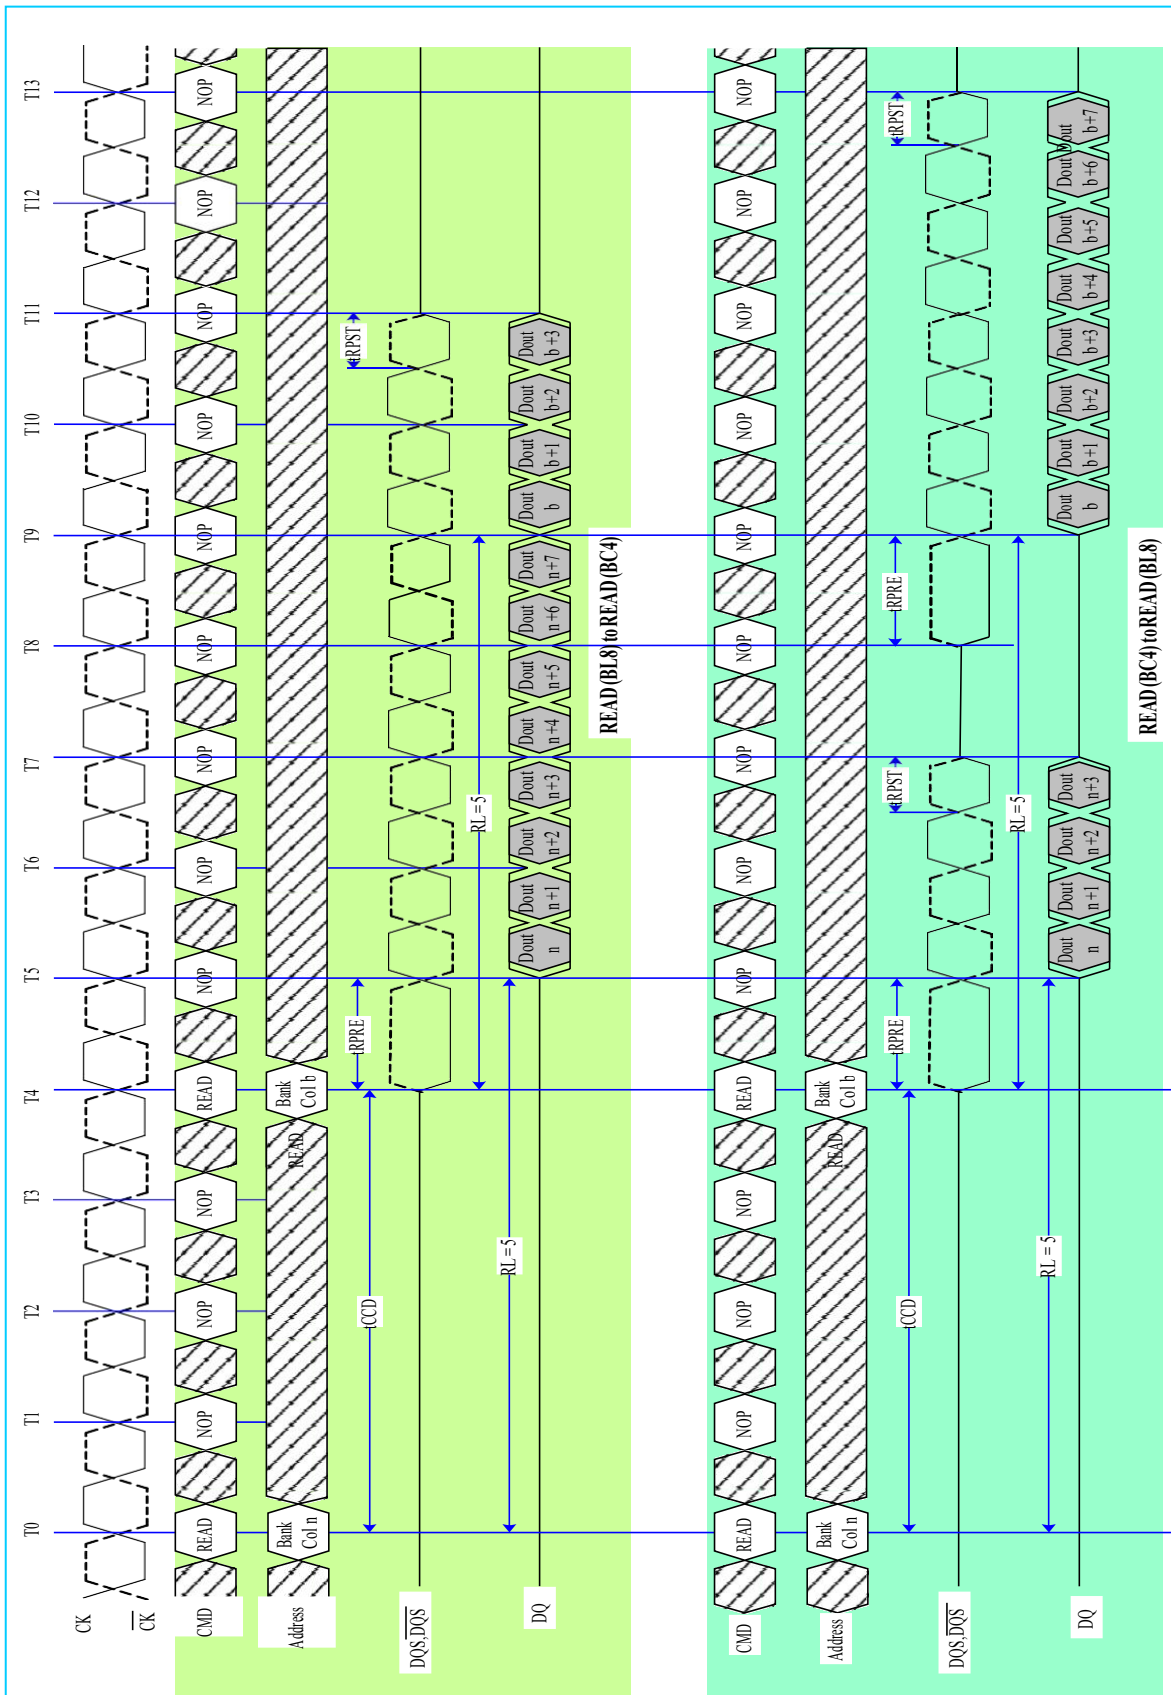 T0 T1 T2 T3 T4 T5 T6 T7 T8 T9 T10 T11 T12 T13
CK
CK
CMD READ NOP NOP NOP READ NOP NOP NOP NOP NOP NOP NOP NOP NOP
Address Bank Col n READ Bank Col b
tCCD tRPRE tRPST
DQS,DQS
RL = 5
RL = 5
DQ Dout n Dout n+1 Dout n+2 Dout n+3 Dout n+4 Dout n+5 Dout n+6 Dout n+7 Dout b Dout b+1 Dout b+2 Dout b+3
READ (BL8) to READ (BC4)
CMD READ NOP NOP NOP READ NOP NOP NOP NOP NOP NOP NOP NOP NOP
Address Bank Col n READ Bank Col b
tCCD tRPRE tRPST tRPRE tRPST
DQS,DQS
RL = 5
RL = 5
DQ Dout n Dout n+1 Dout n+2 Dout n+3 Dout b Dout b+1 Dout b+2 Dout b+3 Dout b+4 Dout b+5 Dout b+6 Dout b+7
READ (BC4) to READ (BL8)